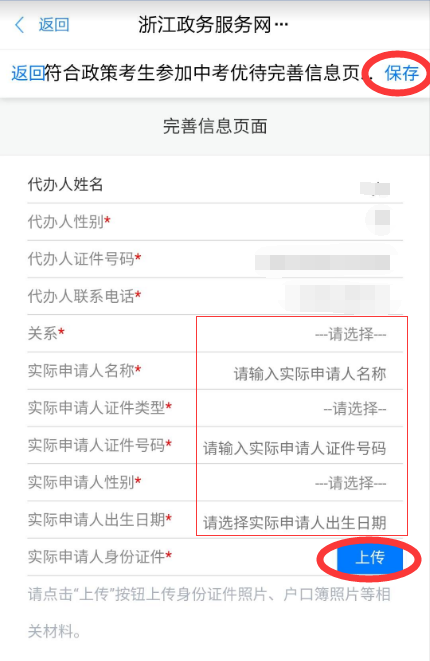 返回 浙江政务服务网···
返回符合政策考生参加中考优待完善信息页... 保存
完善信息页面
代办人姓名
代办人性别*
代办人证件号码*
代办人联系电话*
关系* ---请选择---
实际申请人名称* 请输入实际申请人名称
实际申请人证件类型* --请选择--
实际申请人证件号码* 请输入实际申请人证件号码
实际申请人性别* ---请选择---
实际申请人出生日期* 请选择实际申请人出生日期
实际申请人身份证件* 上传
请点击“上传”按钮上传身份证件照片、户口簿照片等相
关材料。